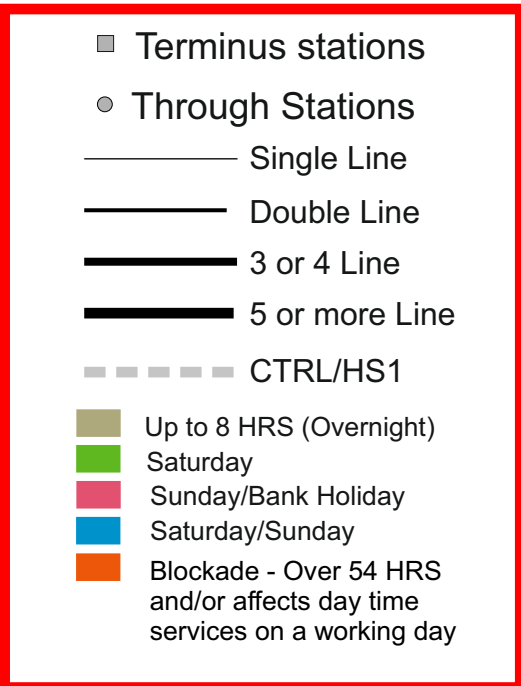 Terminus stations
Through Stations
Single Line
Double Line
3 or 4 Line
5 or more Line
CTRL/HS1
Up to 8 HRS (Overnight)
Saturday
Sunday/Bank Holiday
Saturday/Sunday
Blockade - Over 54 HRS
and/or affects day time
services on a working day